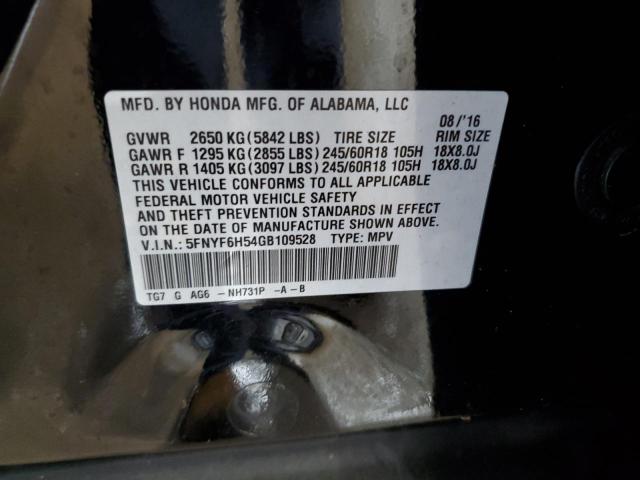 MFD. BY HONDA MFG. OF ALABAMA, LLC 08/'16
GVWR 2650 KG(5842 LBS) TIRE SIZE RIM SIZE
GAWR F 1295 KG(2855 LBS)245/60R18 105H 18X8.0J
GAWR R 1405 KG(3097 LBS)245/60R18 105H 18X8.0J
THIS VEHICLE CONFORMS TO ALL APPLICABLE
FEDERAL MOTOR VEHICLE SAFETY
AND THEFT PREVENTION STANDARDS IN EFFECT
ON THE DATE OF MANUFACTURE SHOWN ABOVE.
V.I.N.: 5FNYF6H54GB109528 TYPE: MPV
TG7 G AG6 -NH731P -A-B